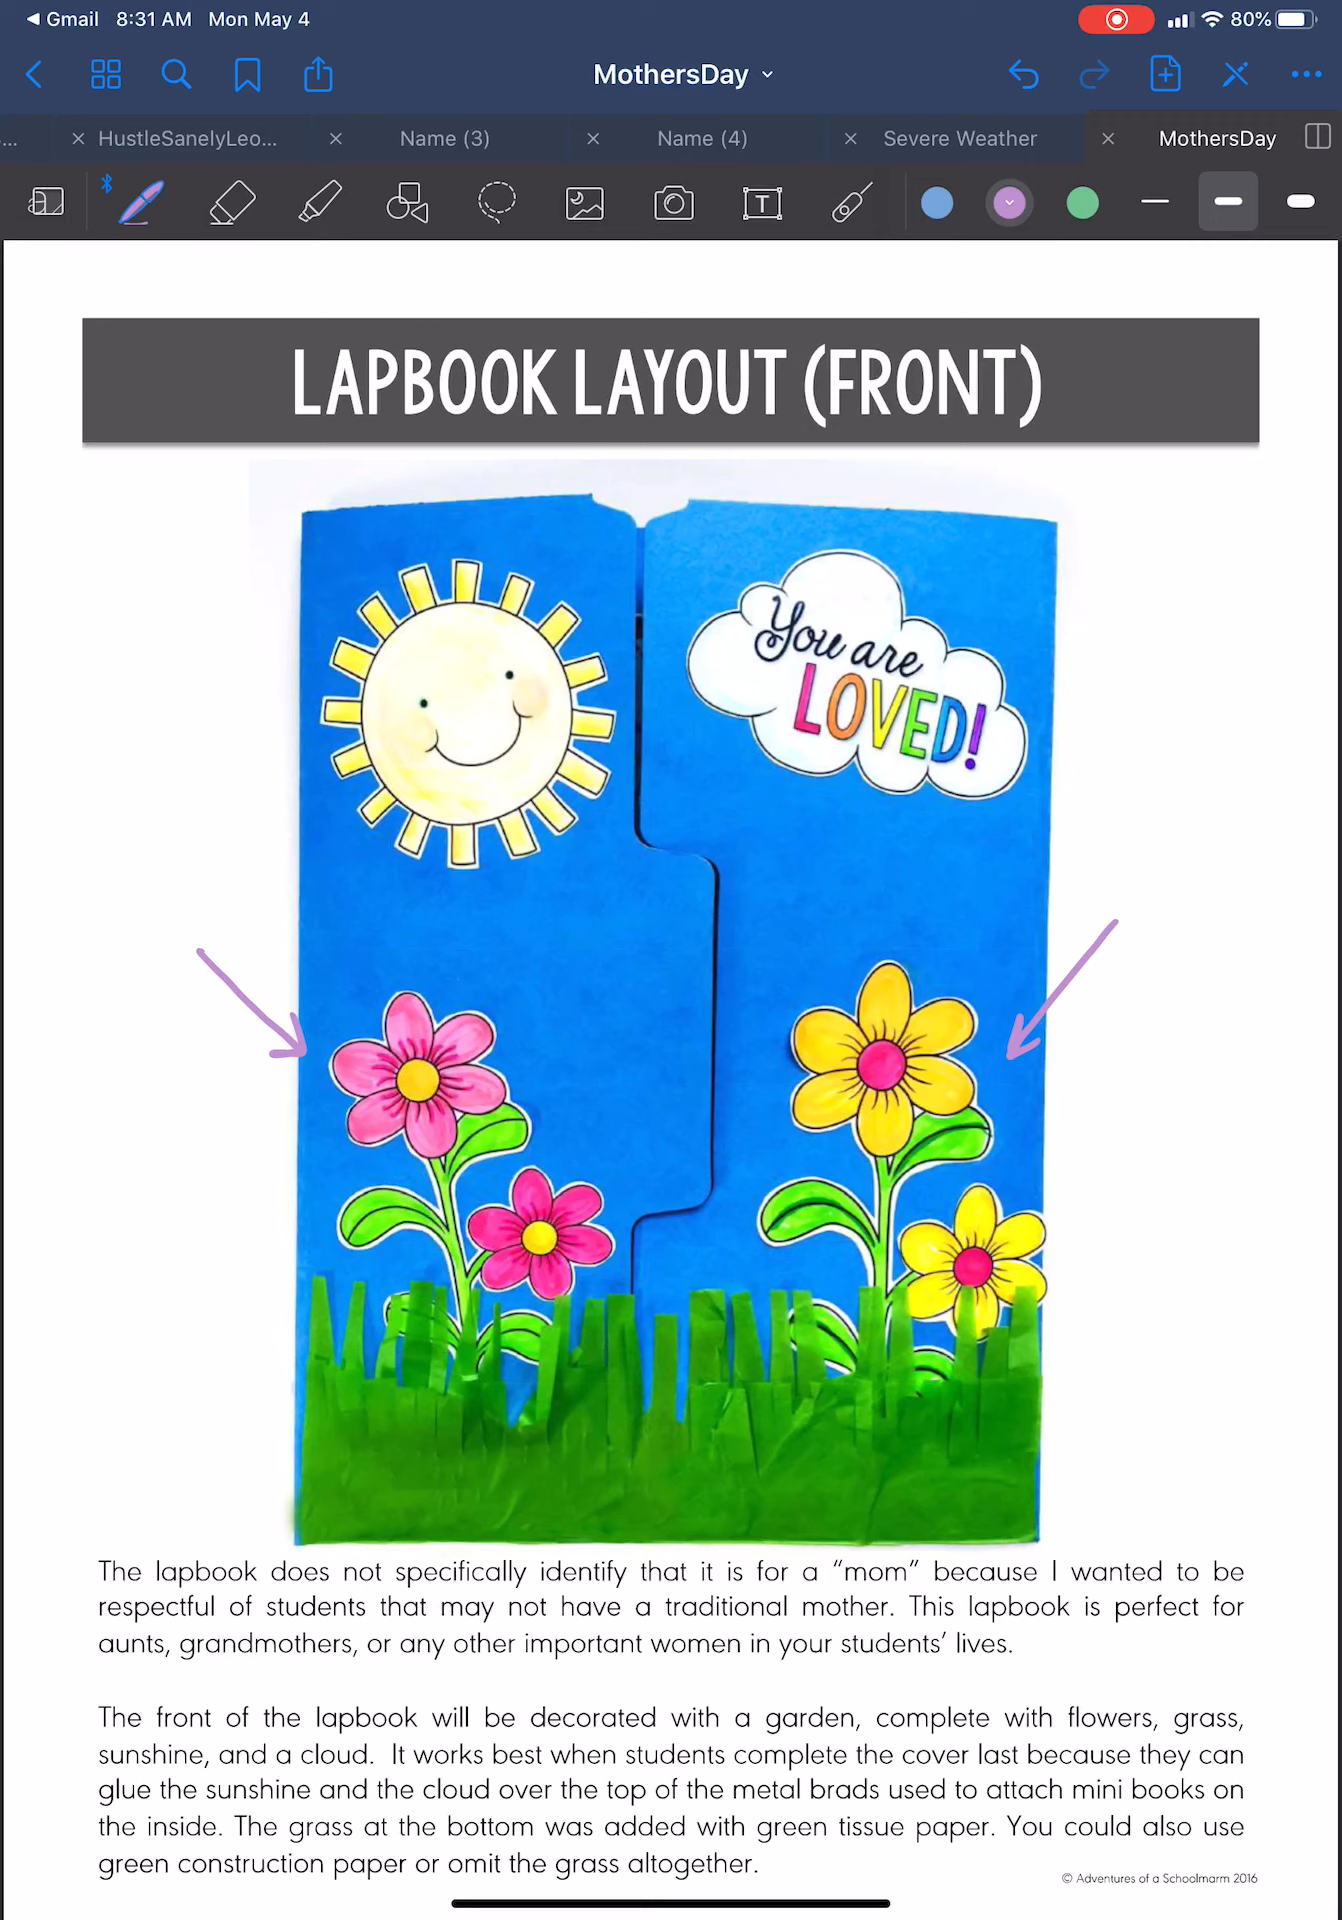 Gmail 8:31 AM Mon May 4 80%
MothersDay
... HustleSanelyLeo... Name (3) Name (4) Severe Weather MothersDay
T
LAPBOOK LAYOUT (FRONT)
You are
LOVED!
The lapbook does not specifically identify that it is for a “mom” because I wanted to be
respectful of students that may not have a traditional mother. This lapbook is perfect for
aunts, grandmothers, or any other important women in your students’ lives.
The front of the lapbook will be decorated with a garden, complete with flowers, grass,
sunshine, and a cloud. It works best when students complete the cover last because they can
glue the sunshine and the cloud over the top of the metal brads used to attach mini books on
the inside. The grass at the bottom was added with green tissue paper. You could also use
green construction paper or omit the grass altogether.
© Adventures of a Schoolmarm 2016